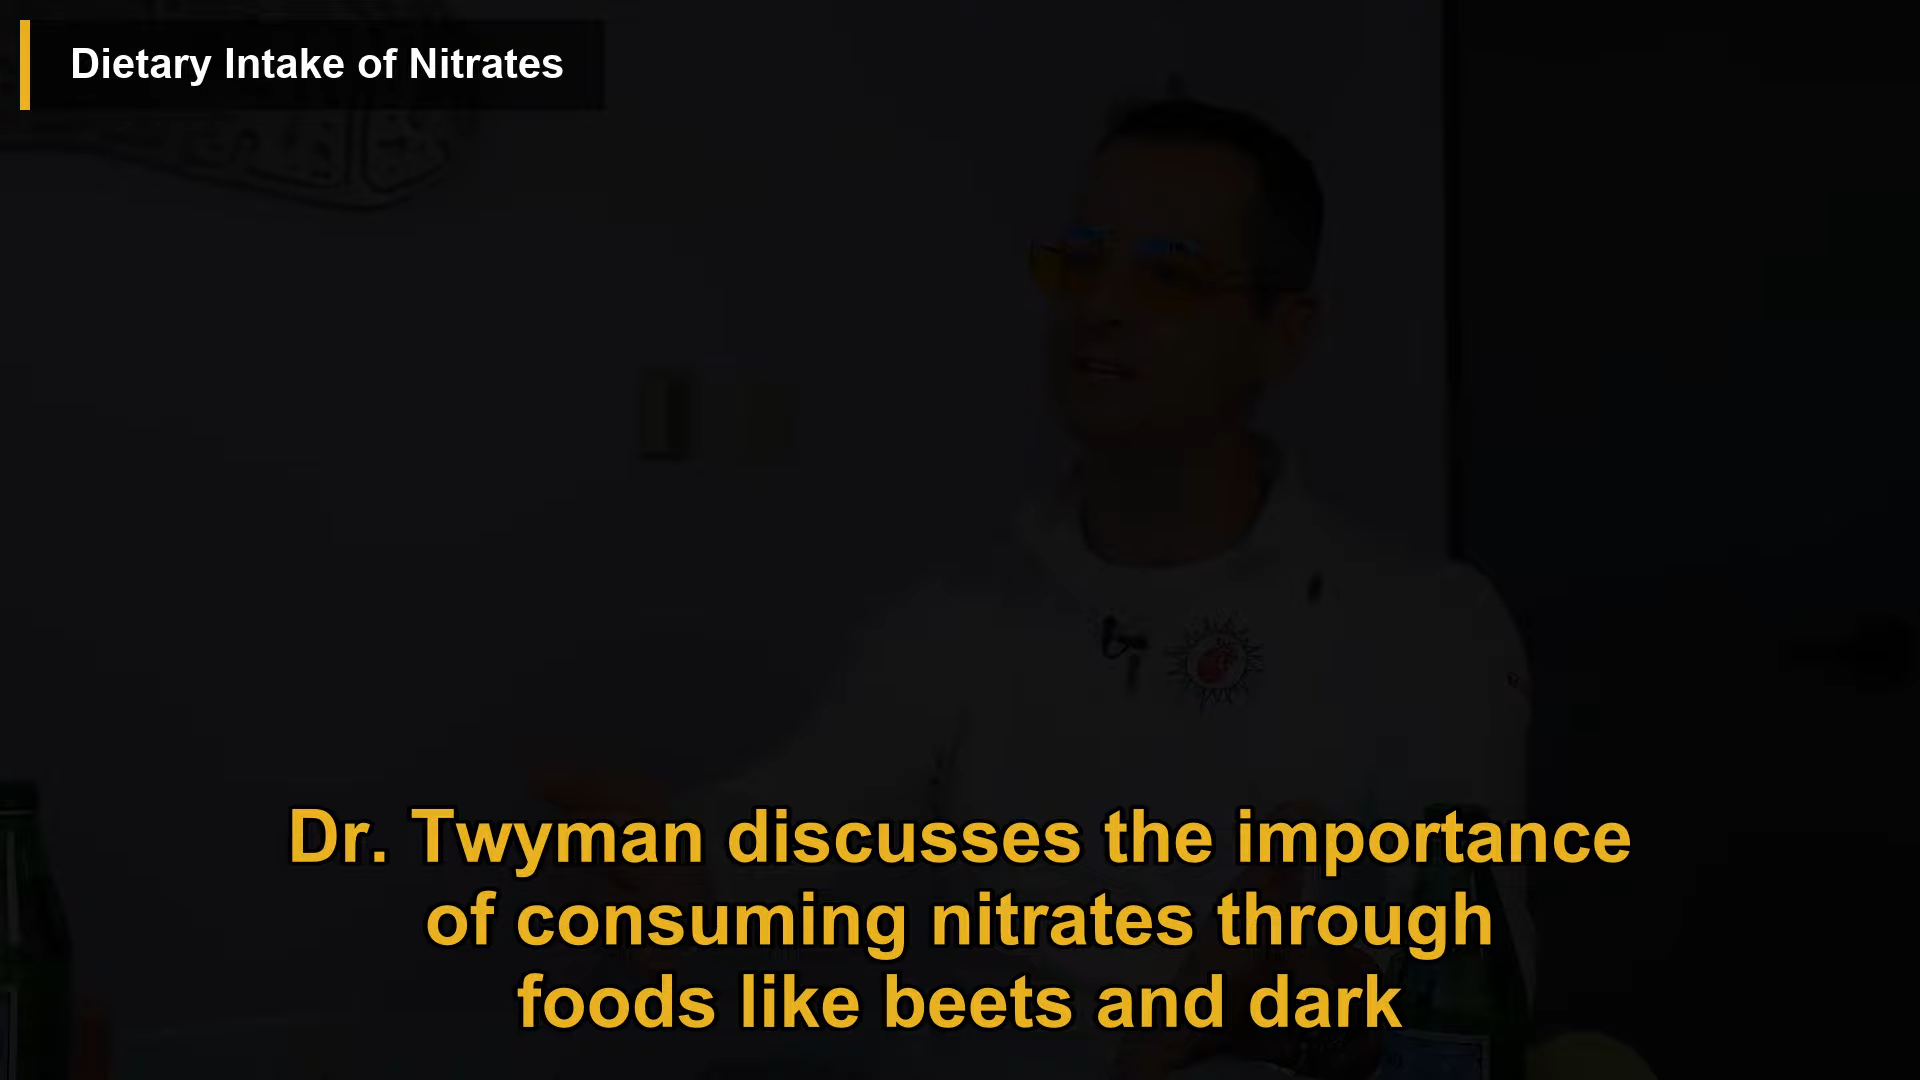 Dietary Intake of Nitrates
Dr. Twyman discusses the importance
of consuming nitrates through
foods like beets and dark